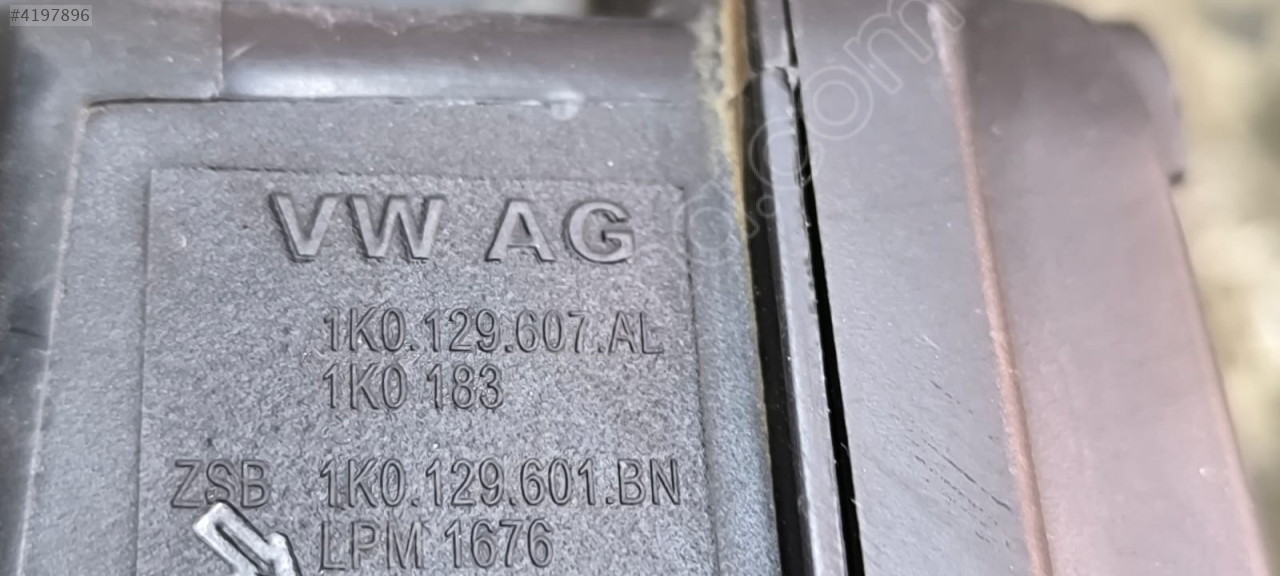 #4197896
VW AG
1K0.129.607.AL
1K0 183
ZSB 1K0.129.601.BN
LPM 1676